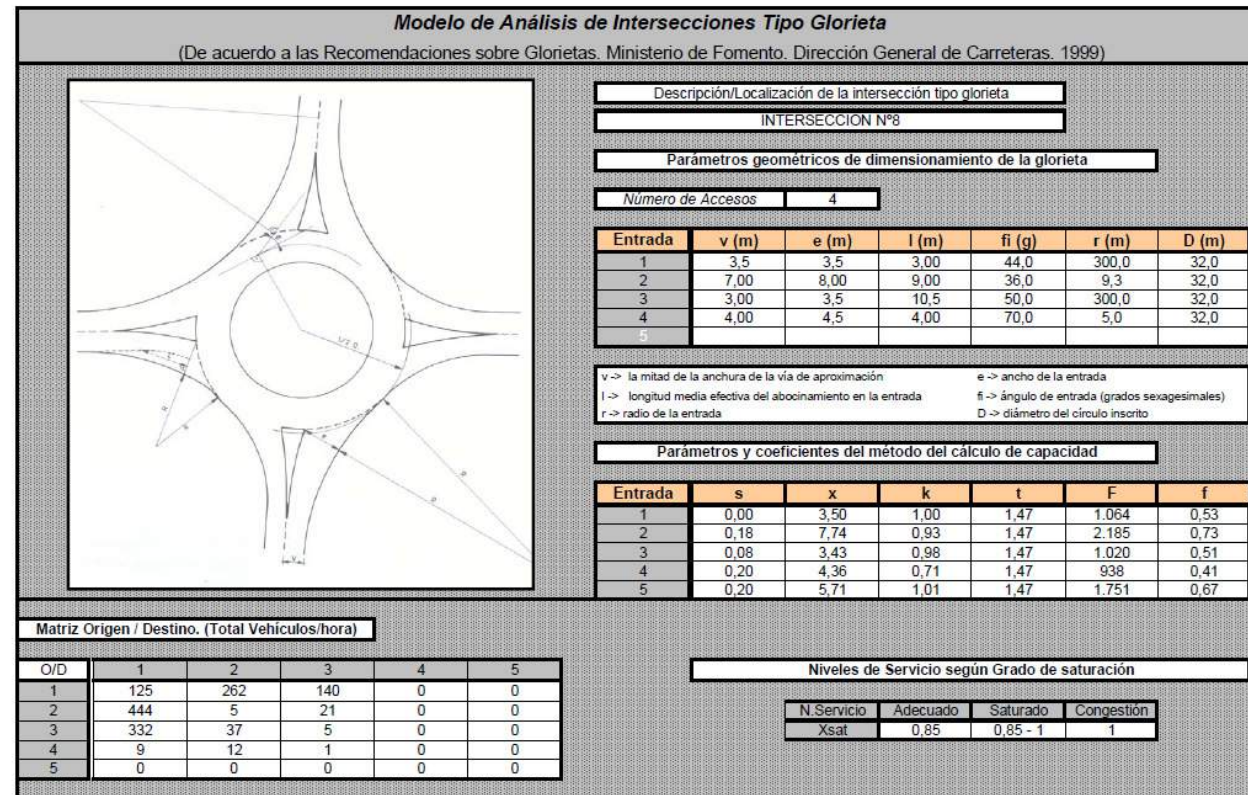 Modelo de Análisis de Intersecciones Tipo Glorieta
(De acuerdo a las Recomendaciones sobre Glorietas. Ministerio de Fomento. Dirección General de Carreteras. 1999)
Descripción/Localización de la intersección tipo glorieta
INTERSECCION Nº8
Parámetros geométricos de dimensionamiento de la glorieta
Número de Accesos 4
Entrada v (m) e (m) l (m) fi (g) r (m) D (m)
1 3,5 3,5 3,00 44,0 300,0 32,0
2 7,00 8,00 9,00 36,0 9,3 32,0
3 3,00 3,5 10,5 50,0 300,0 32,0
4 4,00 4,5 4,00 70,0 5,0 32,0
5
v -> la mitad de la anchura de la vía de aproximación e -> ancho de la entrada
l -> longitud media efectiva del abocinamiento en la entrada fi -> ángulo de entrada (grados sexagesimales)
r -> radio de la entrada D -> diámetro del círculo inscrito
Parámetros y coeficientes del método del cálculo de capacidad
Entrada s x k t F f
1 0,00 3,50 1,00 1,47 1.064 0,53
2 0,18 7,74 0,93 1,47 2.185 0,73
3 0,08 3,43 0,98 1,47 1.020 0,51
4 0,20 4,36 0,71 1,47 938 0,41
5 0,20 5,71 1,01 1,47 1.751 0,67
Matriz Origen / Destino. (Total Vehículos/hora)
O/D 1 2 3 4 5
1 125 262 140 0 0
2 444 5 21 0 0
3 332 37 5 0 0
4 9 12 1 0 0
5 0 0 0 0 0
Niveles de Servicio según Grado de saturación
N.Servicio Adecuado Saturado Congestión
Xsat 0,85 0,85 - 1 1